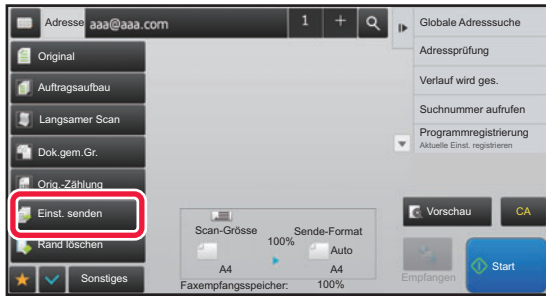 Adresse aaa@aaa.com 1 +
Original
Auftragsaufbau
Langsamer Scan
Dok.gem.Gr.
Orig.-Zählung
Einst. senden
Rand löschen
Sonstiges
Scan-Grösse
100%
Sende-Format
Auto
A4
A4
Faxempfangsspeicher: 100%
Globale Adresssuche
Adressprüfung
Verlauf wird ges.
Suchnummer aufrufen
Programmregistrierung
Aktuelle Einst. registrieren
Vorschau
CA
Empfangen
Start